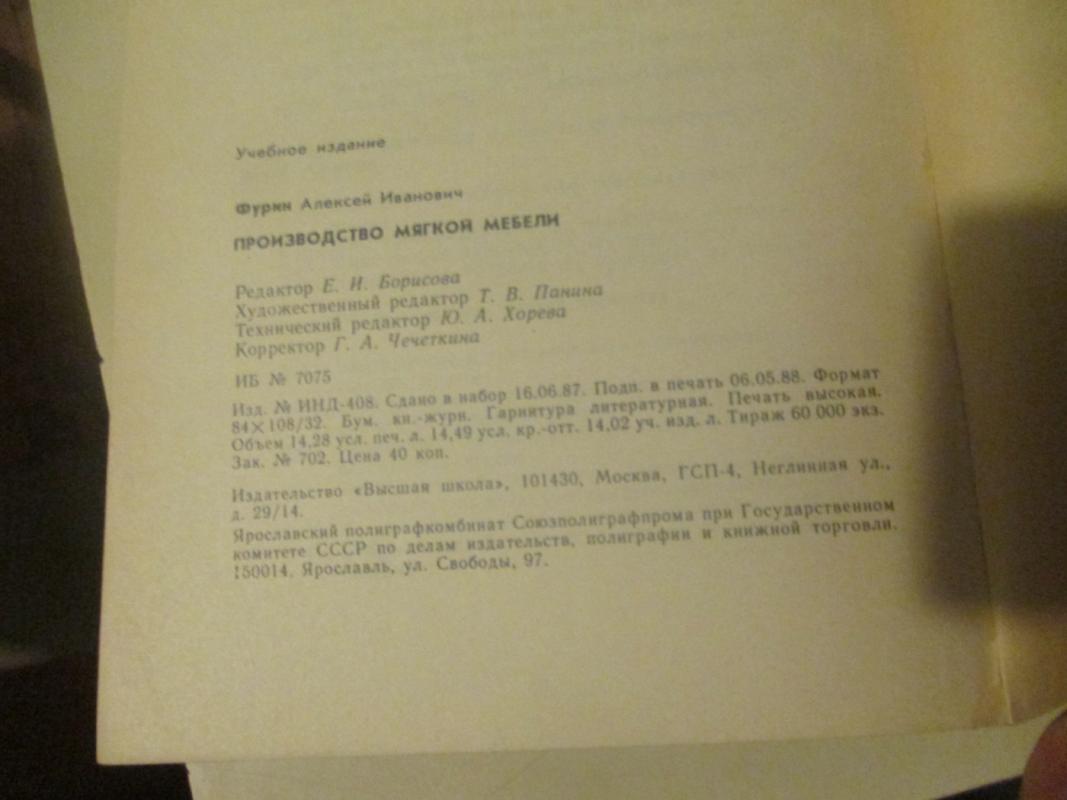 Учебное издание
Фурин Алексей Иванович
ПРОИЗВОДСТВО МЯГКОЙ МЕБЕЛИ
Редактор Е. И. Борисова
Художественный редактор Т. В. Панина
Технический редактор Ю. А. Хорева
Корректор Г. А. Чечеткина
ИБ № 7075
Изд. № ИНД-408. Сдано в набор 16.06.87. Подп. в печать 06.05.88. Формат
84×108/32. Бум. кн.-журн. Гарнитура литературная. Печать высокая.
Объем 14,28 усл. печ. л. 14,49 усл. кр.-отт. 14,02 уч. изд. л. Тираж 60 000 экз.
Зак. № 702. Цена 40 коп.
Издательство «Высшая школа», 101430, Москва, ГСП-4, Неглинная ул.,
д. 29/14.
Ярославский полиграфкомбинат Союзполиграфпрома при Государственном
комитете СССР по делам издательств, полиграфии и книжной торговли.
150014, Ярославль, ул. Свободы, 97.